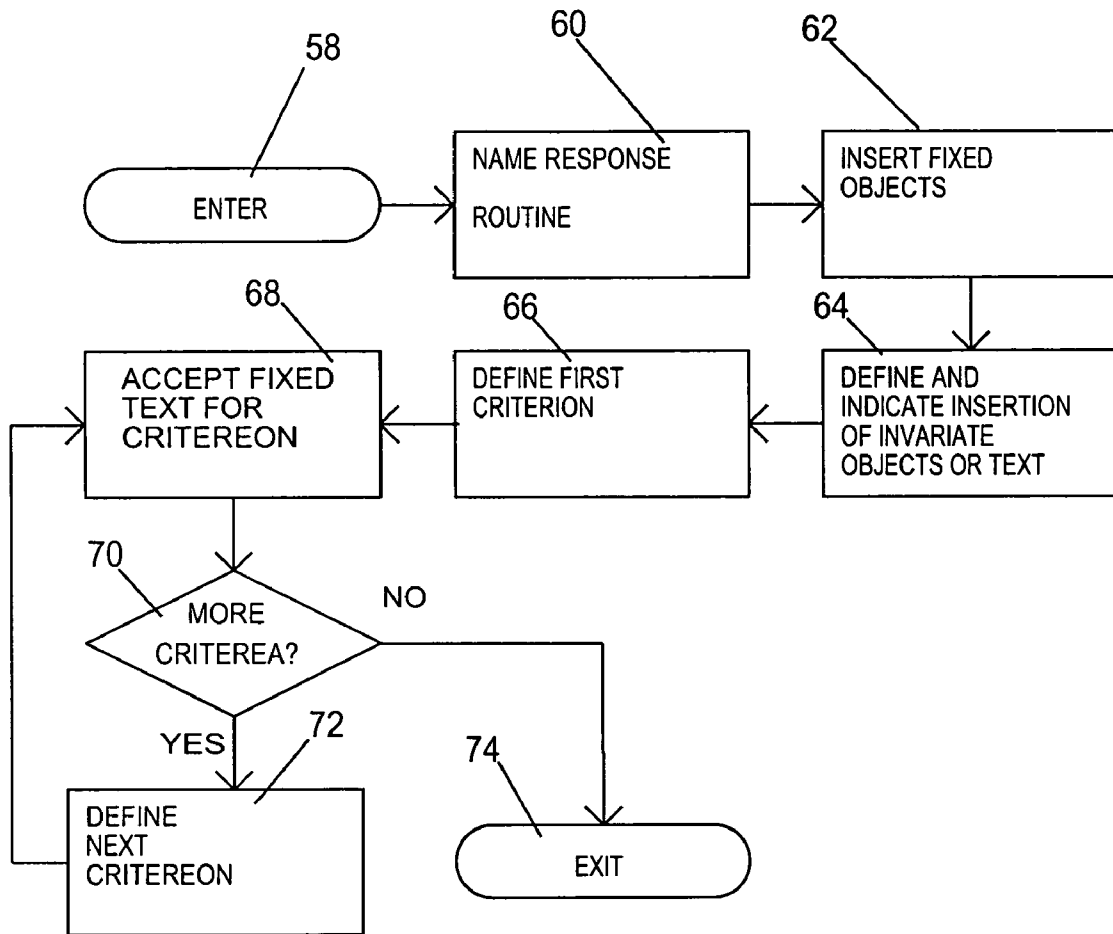 58
60
62
ENTER
NAME RESPONSE
ROUTINE
INSERT FIXED
OBJECTS
68
66
64
ACCEPT FIXED
TEXT FOR
CRITEREON
DEFINE FIRST
CRITERION
DEFINE AND
INDICATE INSERTION
OF INVARIATE
OBJECTS OR TEXT
70
MORE
CRITEREA?
NO
YES
72
74
DEFINE
NEXT
CRITEREON
EXIT